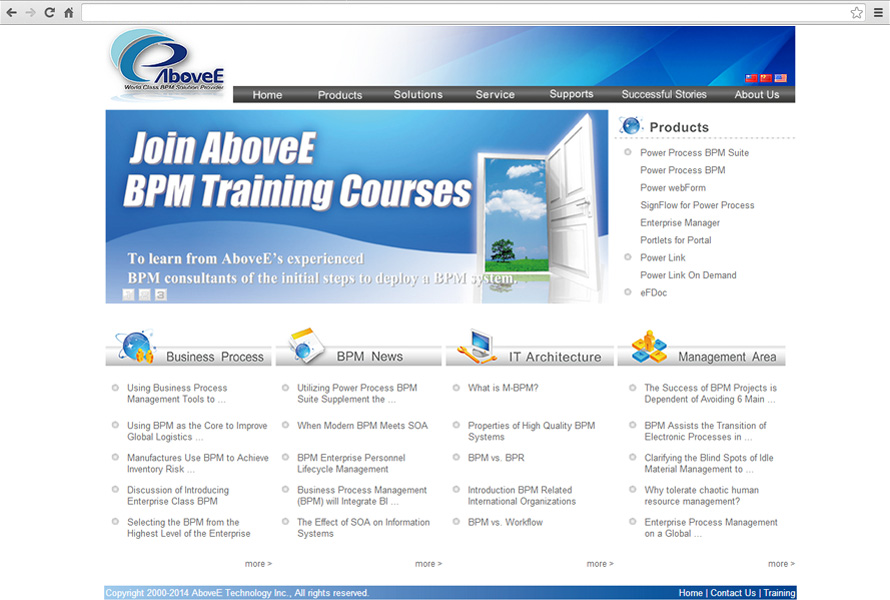 AboveE
World Class BPM Solution Provider
Home Products Solutions Service Supports Successful Stories About Us
Join AboveE
BPM Training Courses
To learn from AboveE's experienced
BPM consultants of the initial steps to deploy a BPM system.
a
Products
Power Process BPM Suite
Power Process BPM
Power webForm
SignFlow for Power Process
Enterprise Manager
Portlets for Portal
Power Link
Power Link On Demand
eFDoc
Business Process
Using Business Process
Management Tools to ...
Using BPM as the Core to Improve
Global Logistics ...
Manufactures Use BPM to Achieve
Inventory Risk ...
Discussion of Introducing
Enterprise Class BPM
Selecting the BPM from the
Highest Level of the Enterprise
more >
BPM News
Utilizing Power Process BPM
Suite Supplement the ...
When Modern BPM Meets SOA
BPM Enterprise Personnel
Lifecycle Management
Business Process Management
(BPM) will Integrate BI ...
The Effect of SOA on Information
Systems
more >
IT Architecture
What is M-BPM?
Properties of High Quality BPM
Systems
BPM vs. BPR
Introduction BPM Related
International Organizations
BPM vs. Workflow
more >
Management Area
The Success of BPM Projects is
Dependent of Avoiding 6 Main ...
BPM Assists the Transition of
Electronic Processes in ...
Clarifying the Blind Spots of Idle
Material Management to ...
Why tolerate chaotic human
resource management?
Enterprise Process Management
on a Global ...
more >
Copyright 2000-2014 AboveE Technology Inc., All rights reserved.
Home | Contact Us | Training